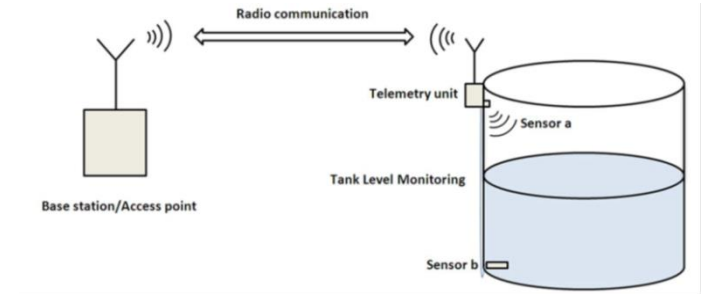 Radio communication
Telemetry unit
Sensor a
Tank Level Monitoring
Base station/Access point
Sensor b